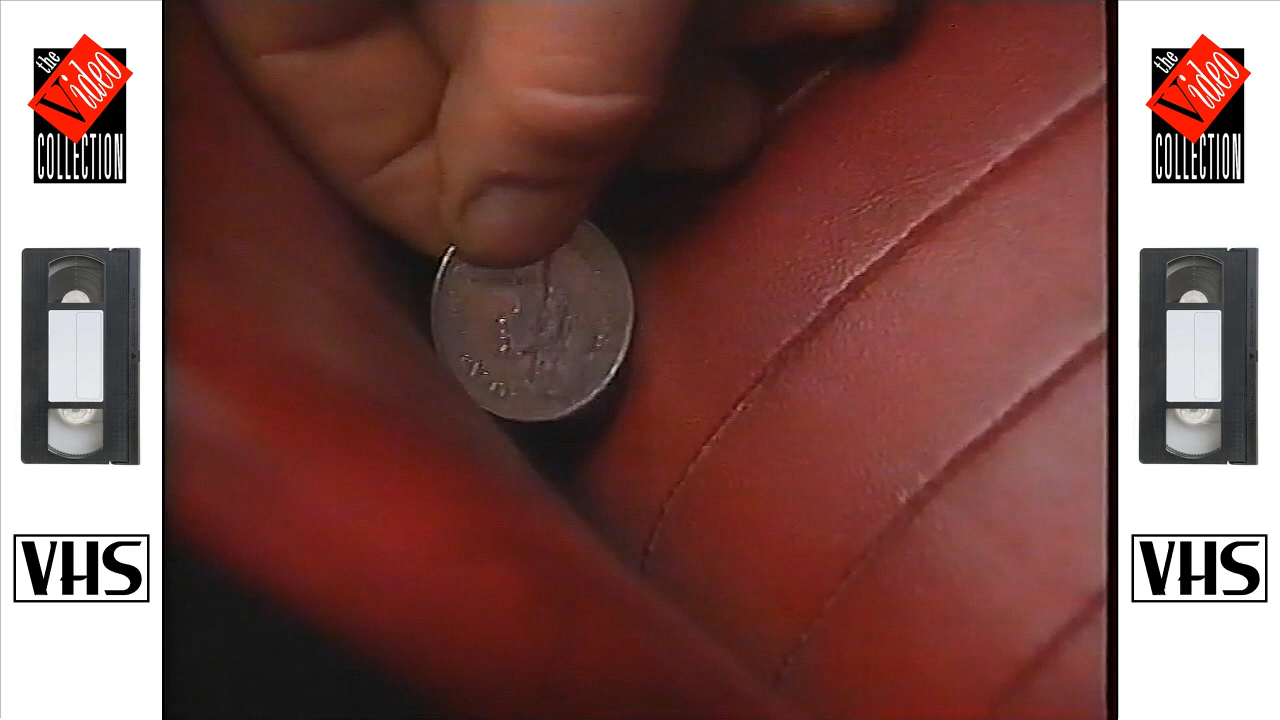 the
Video
COLLECTION
VHS
the
Video
COLLECTION
VHS